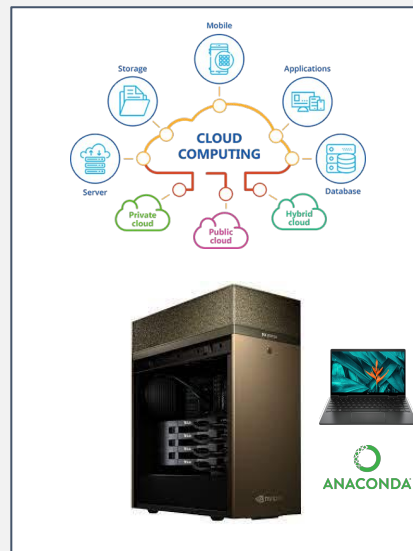 Mobile
Storage
Applications
CLOUD
COMPUTING
Server
Database
Private
cloud
Public
cloud
Hybrid
cloud
ANACONDA